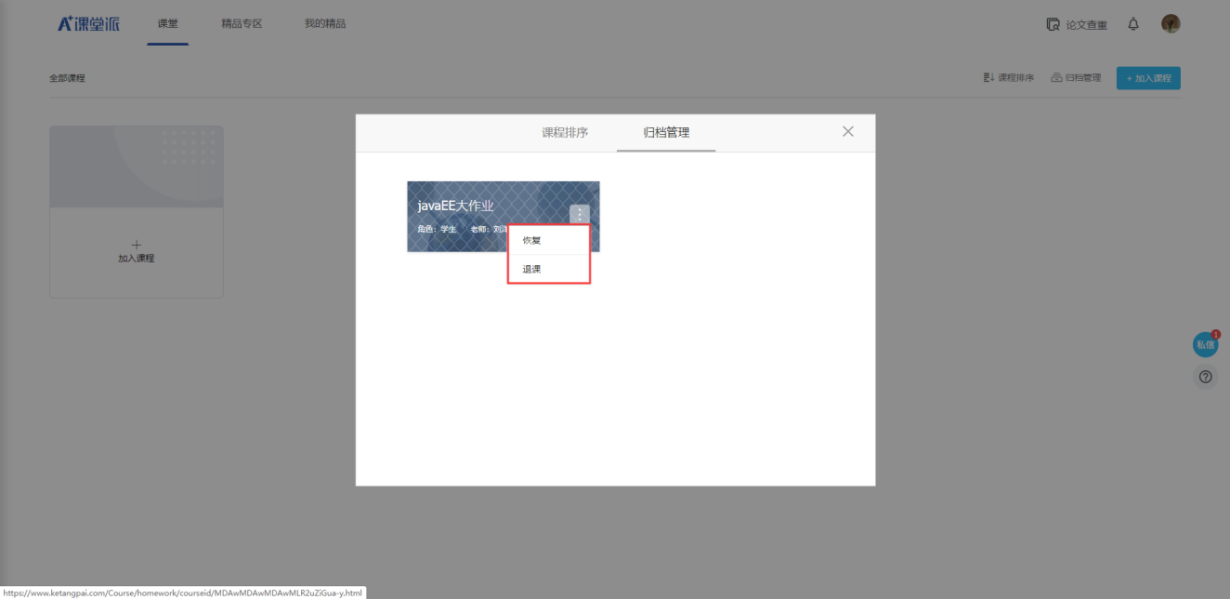 A+课堂派 课堂 精品专区 我的精品 论文查重
全部课程 课程排序 归档管理 + 加入课程
课程排序 归档管理
javaEE大作业
角色：学生 老师：刘
恢复
退课
加入课程
私信 1
https://www.ketangpai.com/Course/homework/courseid/MDAwMDAwMDAwMLR2uZiGua-y.html